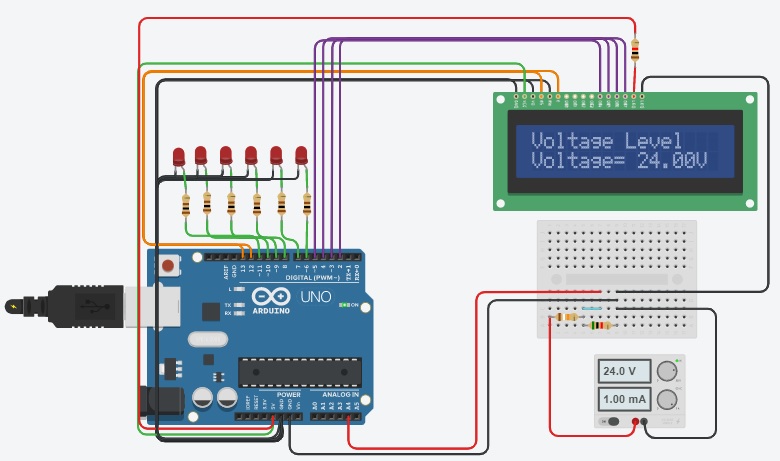 Voltage Level
Voltage= 24.00V
AREF
GND
13
12
~11
~10
~9
8
7
~6
~5
4
~3
2
TX→1
RX←0
DIGITAL (PWM~)
L
TX
RX
UNO
ON
ARDUINO
24.0 V
1.00 mA
POWER
ANALOG IN
IOREF
RESET
3.3V
5V
GND
GND
Vin
A0
A1
A2
A3
A4
A5